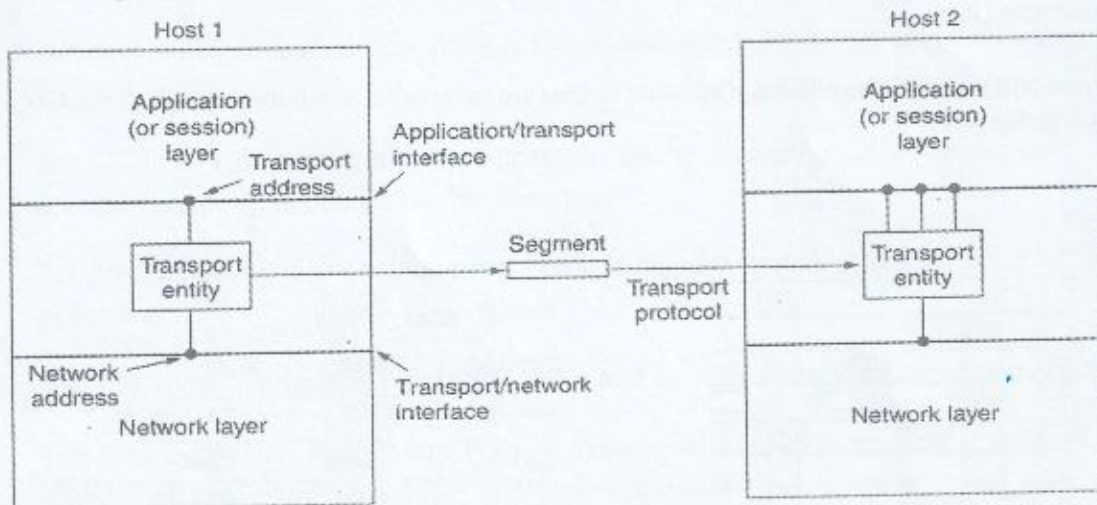 Host 1
Host 2
Application
(or session)
layer
Application/transport
interface
Transport
address
Application
(or session)
layer
Segment
Transport
entity
Transport
protocol
Transport
entity
Network
address
Transport/network
interface
Network layer
Network layer